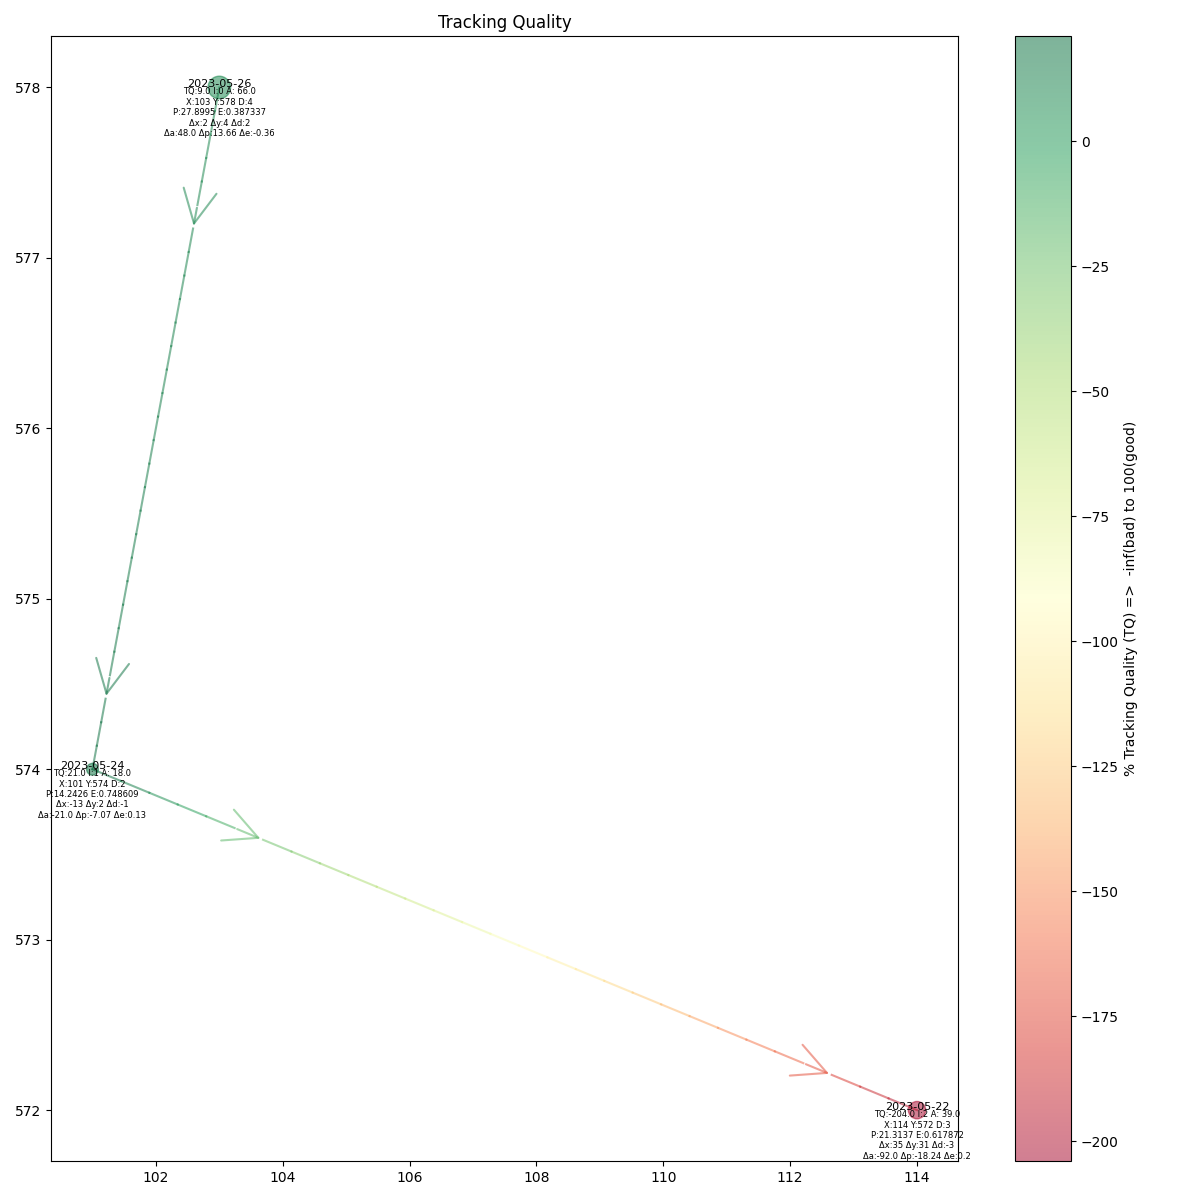 Tracking Quality
578
577
576
575
574
573
572
2023-05-26
TQ:9.0 I:0 A: 66.0
X:103 Y:578 D:4
P:27.8995 E:0.387337
Δx:2 Δy:4 Δd:2
Δa:48.0 Δp:13.66 Δe:-0.36
2023-05-24
TQ:21.0 I:1 A: 18.0
X:101 Y:574 D:2
P:14.2426 E:0.748609
Δx:-13 Δy:2 Δd:-1
Δa:-21.0 Δp:-7.07 Δe:0.13
2023-05-22
TQ:-204.0 I:2 A: 39.0
X:114 Y:572 D:3
P:21.3137 E:0.617872
Δx:35 Δy:31 Δd:-3
Δa:-92.0 Δp:-18.24 Δe:0.2
102 104 106 108 110 112 114
0
−25
−50
−75
−100
−125
−150
−175
−200
% Tracking Quality (TQ) => -inf(bad) to 100(good)